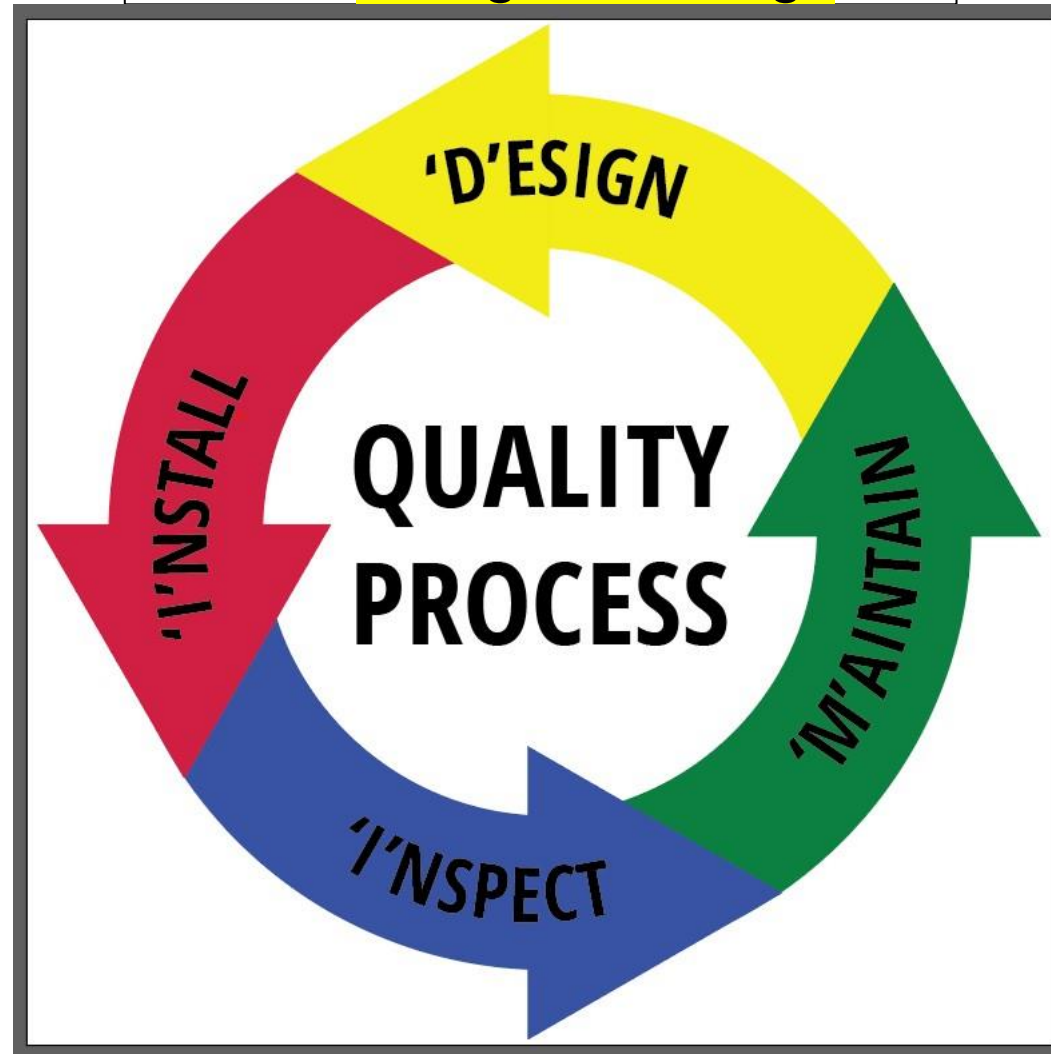 ‘D’ESIGN
‘I’NSTALL
QUALITY
PROCESS
‘M’AINTAIN
‘I’NSPECT